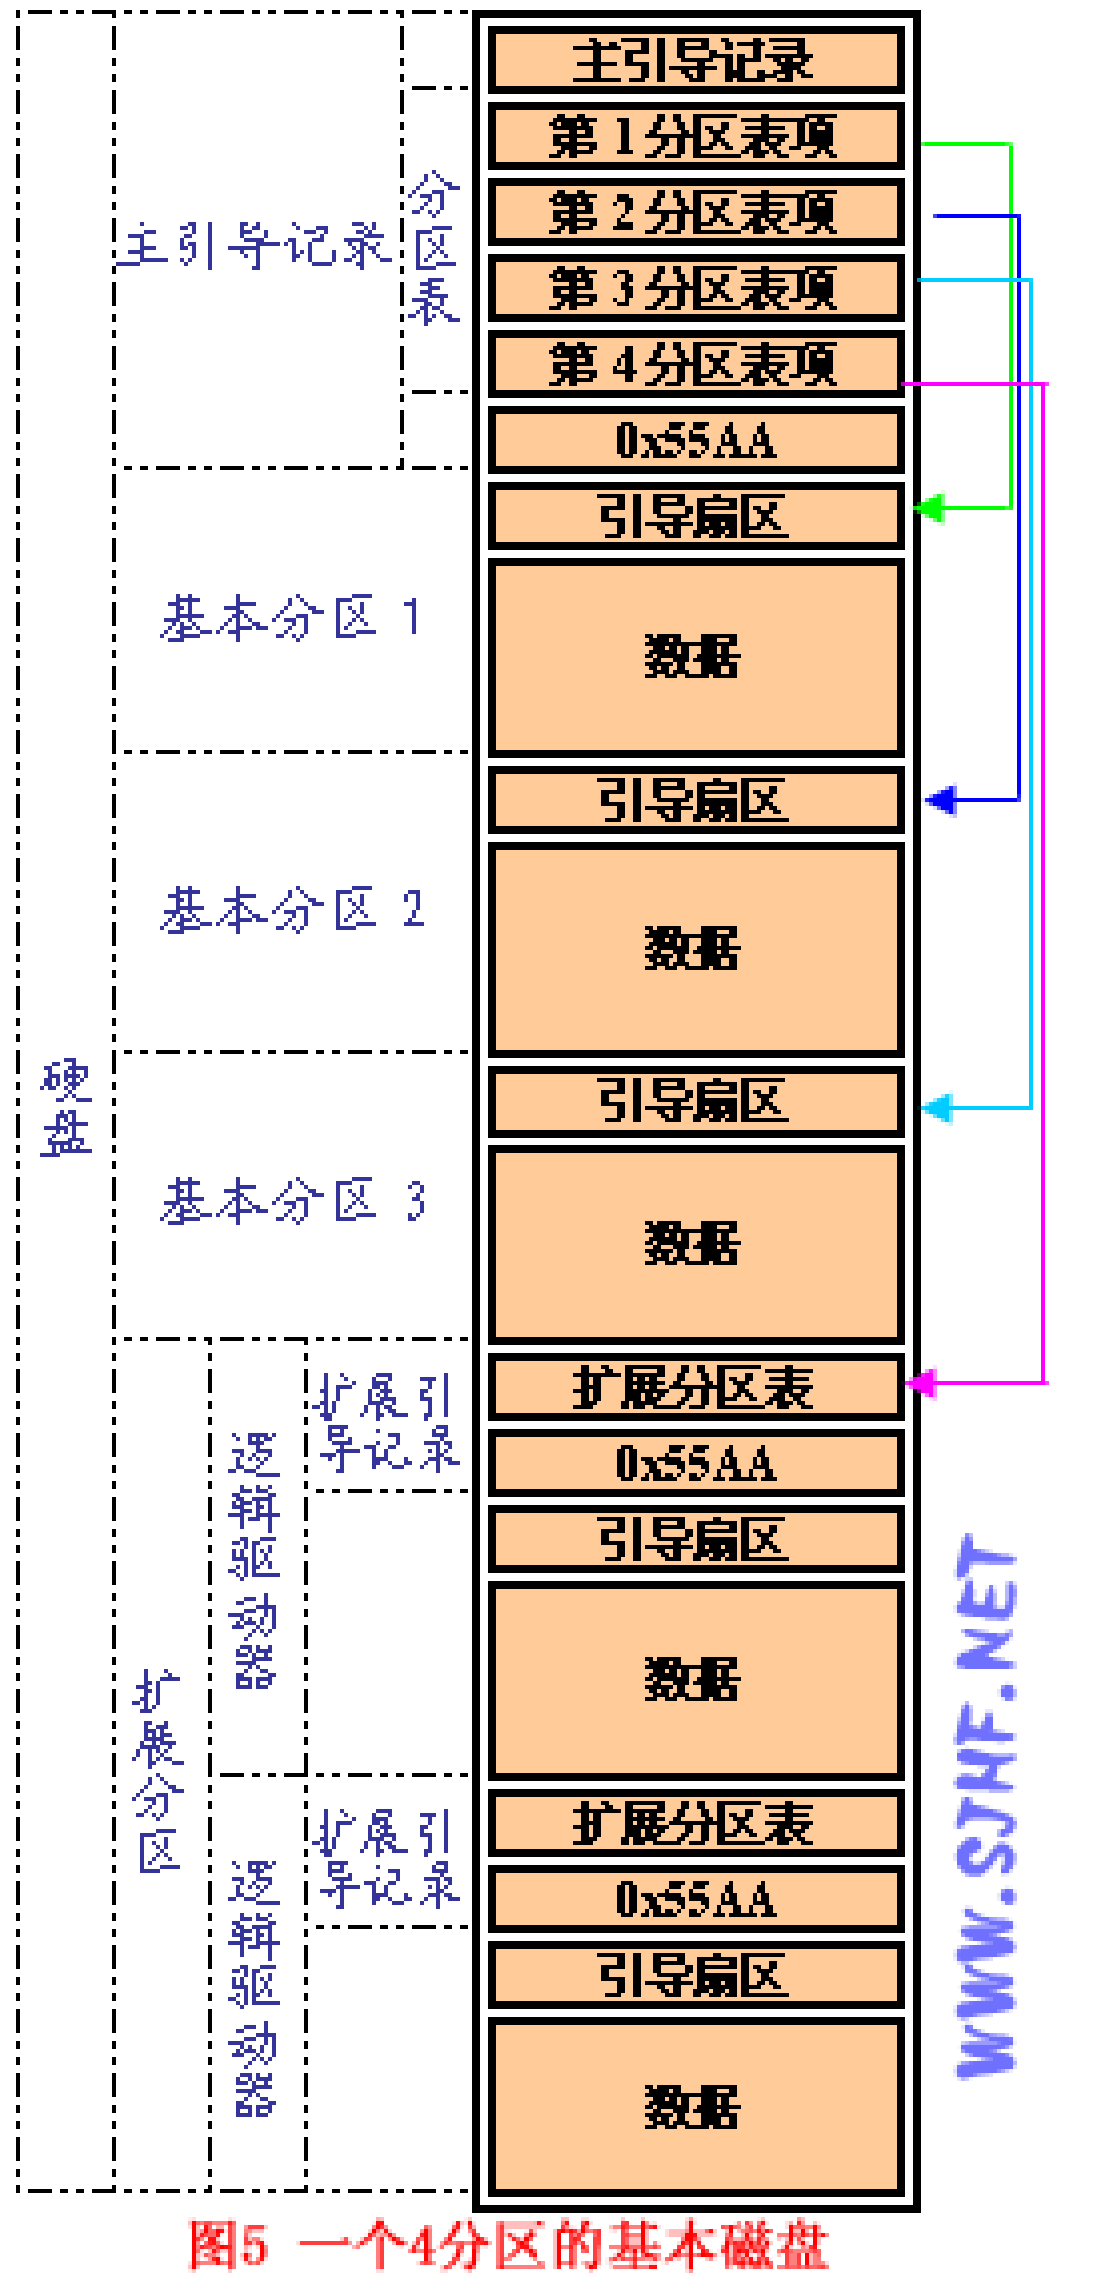 主引导记录
第 1 分区表项
第 2 分区表项
第 3 分区表项
第 4 分区表项
0x55AA
主引导记录
分区表
引导扇区
数据
基本分区 1
引导扇区
数据
基本分区 2
引导扇区
数据
基本分区 3
硬盘
扩展分区表
0x55AA
扩展引
导记录
引导扇区
数据
逻辑驱动器
扩展分区
扩展分区表
0x55AA
扩展引
导记录
引导扇区
数据
逻辑驱动器
WWW.SJHF.NET
图5 一个4分区的基本磁盘